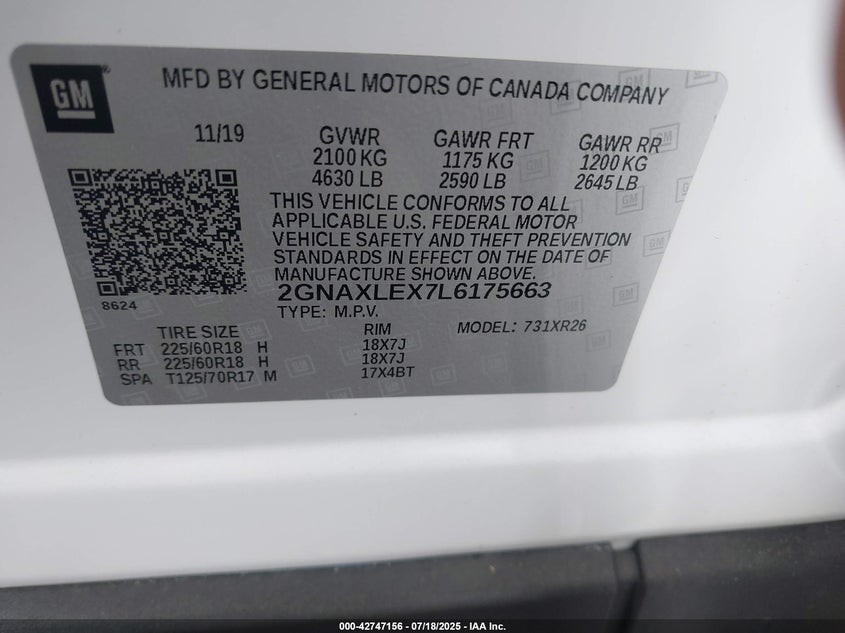 GM
MFD BY GENERAL MOTORS OF CANADA COMPANY
11/19 GVWR GAWR FRT GAWR RR
2100 KG 1175 KG 1200 KG
4630 LB 2590 LB 2645 LB
THIS VEHICLE CONFORMS TO ALL
APPLICABLE U.S. FEDERAL MOTOR
VEHICLE SAFETY AND THEFT PREVENTION
STANDARDS IN EFFECT ON THE DATE OF
MANUFACTURE SHOWN ABOVE.
8624
2GNAXLEX7L6175663
TYPE: M.P.V.
TIRE SIZE RIM MODEL: 731XR26
FRT 225/60R18 H 18X7J
RR 225/60R18 H 18X7J
SPA T125/70R17 M 17X4BT
000-42747156 - 07/18/2025 - IAA Inc.